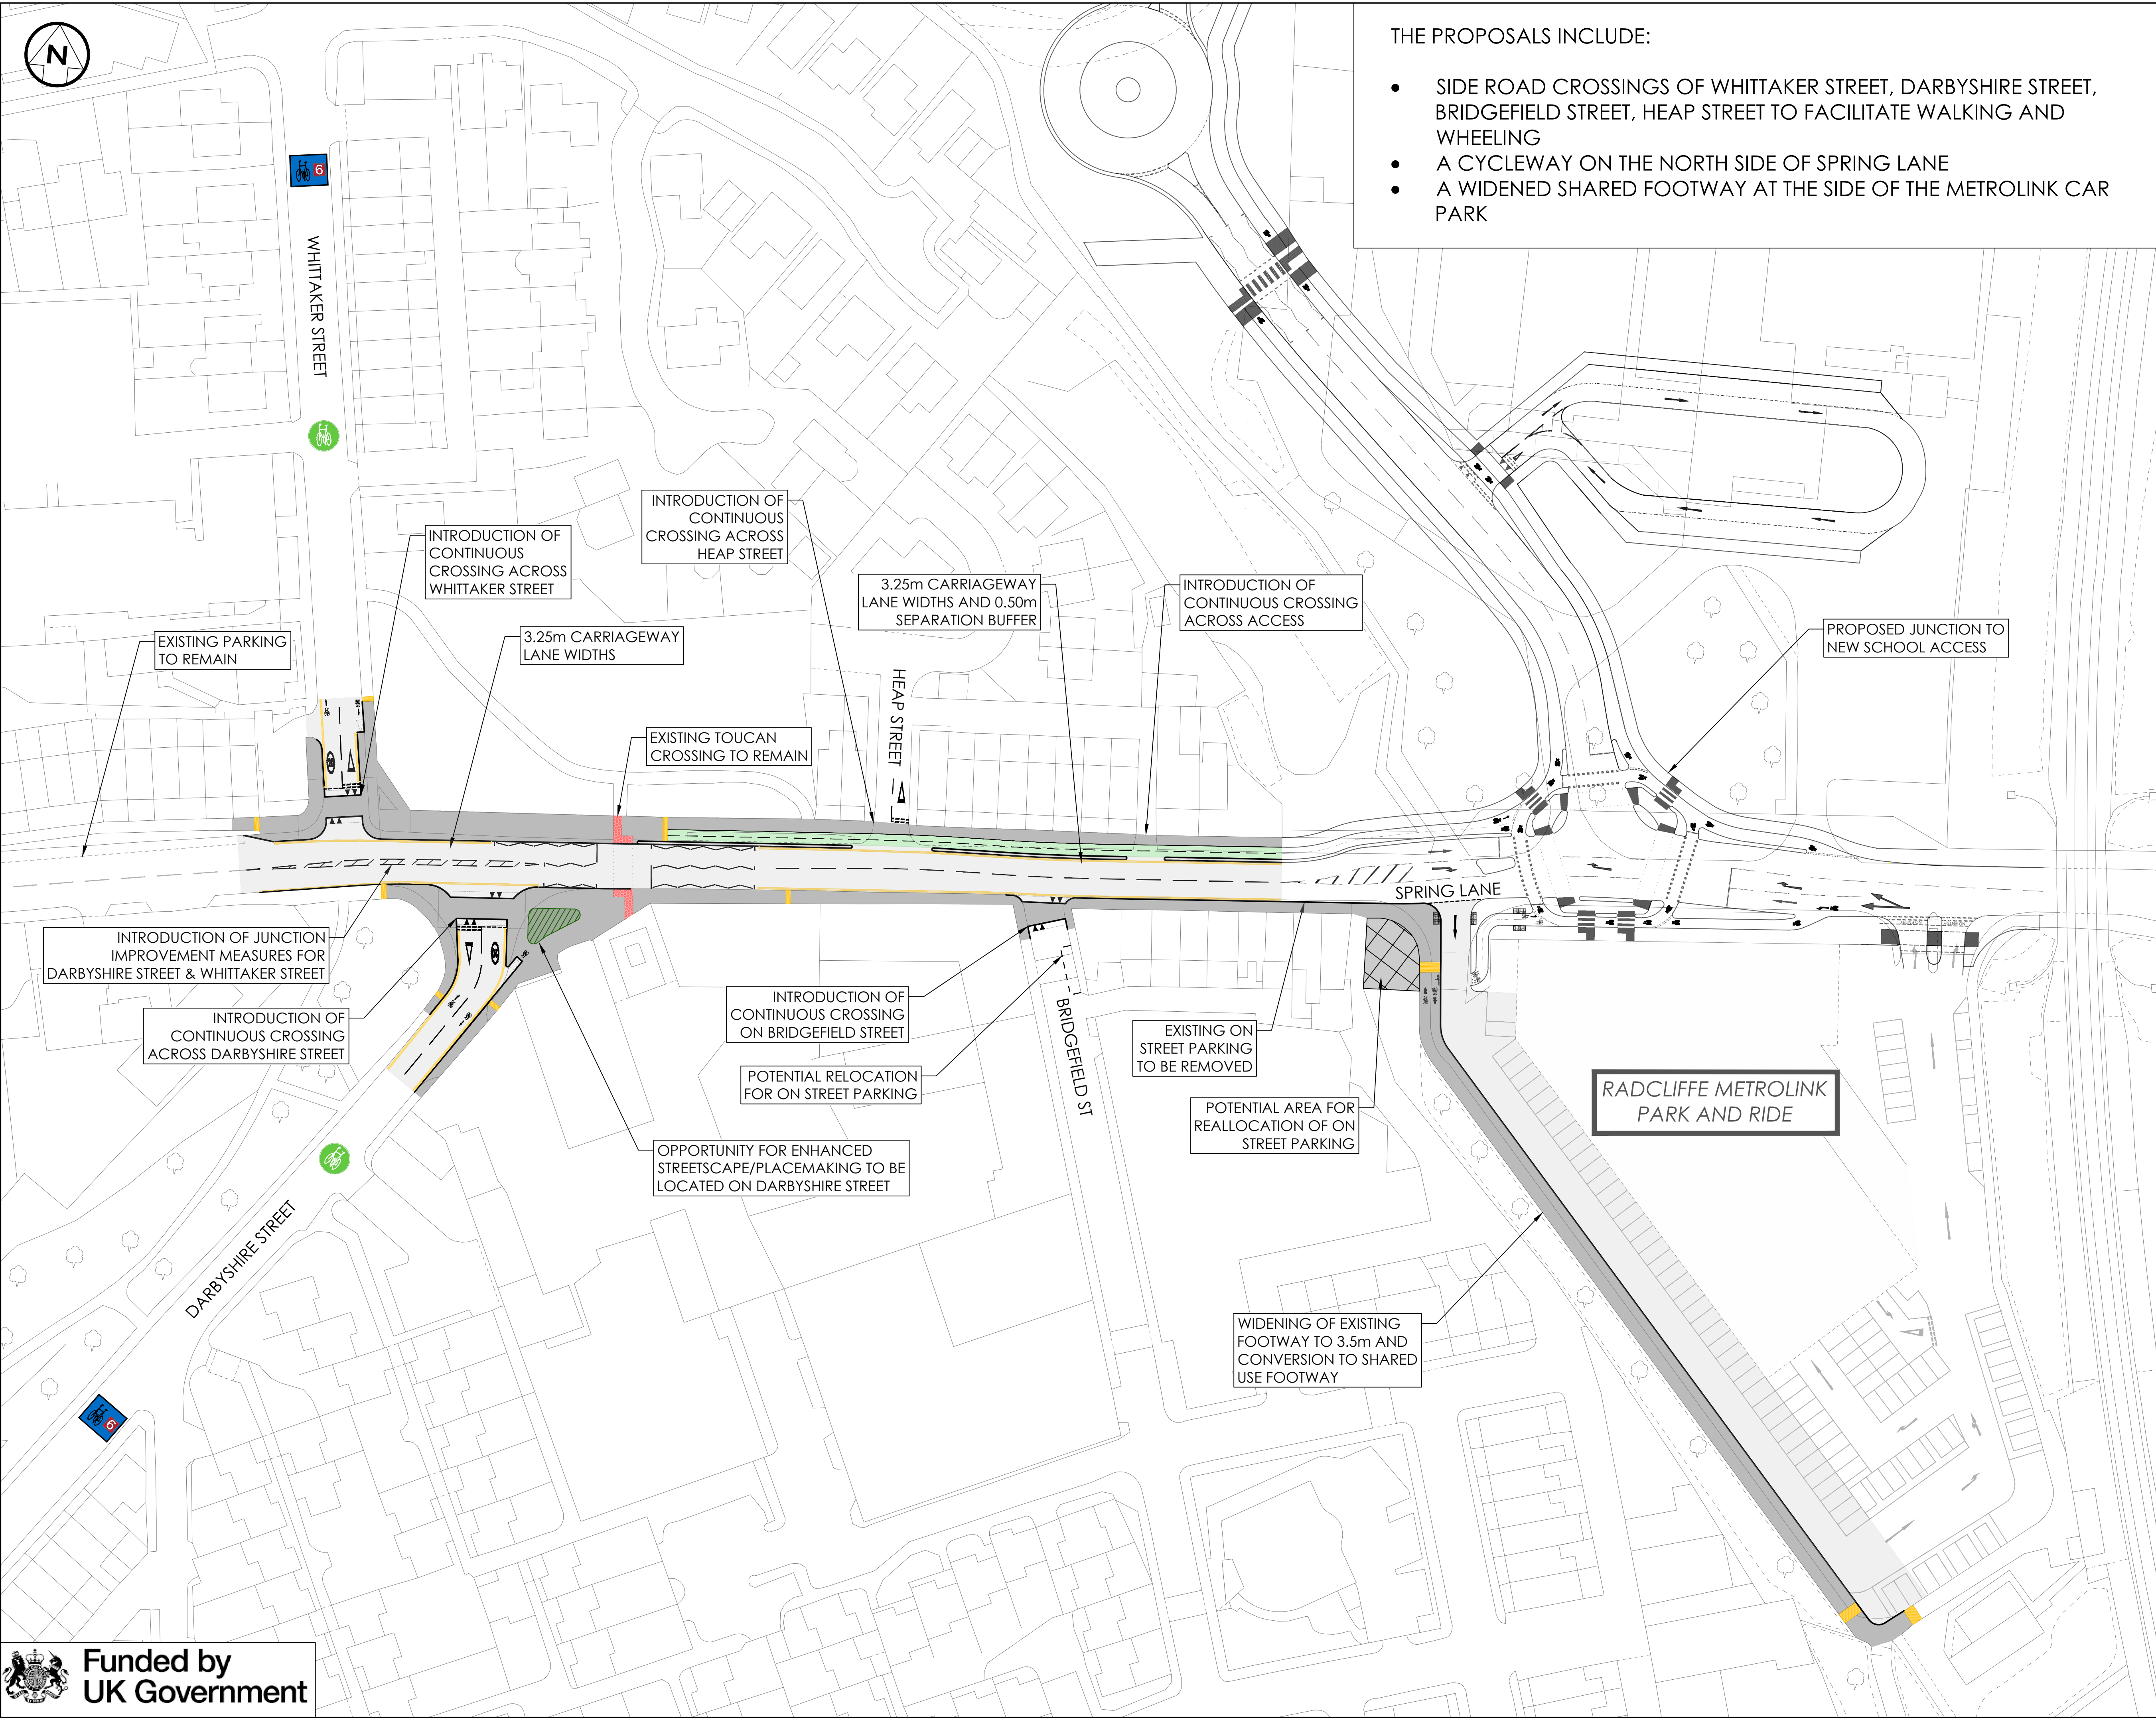 N
THE PROPOSALS INCLUDE:
• SIDE ROAD CROSSINGS OF WHITTAKER STREET, DARBYSHIRE STREET,
BRIDGEFIELD STREET, HEAP STREET TO FACILITATE WALKING AND
WHEELING
• A CYCLEWAY ON THE NORTH SIDE OF SPRING LANE
• A WIDENED SHARED FOOTWAY AT THE SIDE OF THE METROLINK CAR
PARK
6
WHITTAKER STREET
INTRODUCTION OF
CONTINUOUS
CROSSING ACROSS
HEAP STREET
INTRODUCTION OF
CONTINUOUS
CROSSING ACROSS
WHITTAKER STREET
3.25m CARRIAGEWAY
LANE WIDTHS AND 0.50m
SEPARATION BUFFER
INTRODUCTION OF
CONTINUOUS CROSSING
ACROSS ACCESS
PROPOSED JUNCTION TO
NEW SCHOOL ACCESS
EXISTING PARKING
TO REMAIN
3.25m CARRIAGEWAY
LANE WIDTHS
HEAP STREET
EXISTING TOUCAN
CROSSING TO REMAIN
20
SPRING LANE
INTRODUCTION OF JUNCTION
IMPROVEMENT MEASURES FOR
DARBYSHIRE STREET & WHITTAKER STREET
20
INTRODUCTION OF
CONTINUOUS CROSSING
ACROSS DARBYSHIRE STREET
INTRODUCTION OF
CONTINUOUS CROSSING
ON BRIDGEFIELD STREET
BRIDGEFIELD ST
EXISTING ON
STREET PARKING
TO BE REMOVED
POTENTIAL RELOCATION
FOR ON STREET PARKING
RADCLIFFE METROLINK
PARK AND RIDE
POTENTIAL AREA FOR
REALLOCATION OF ON
STREET PARKING
OPPORTUNITY FOR ENHANCED
STREETSCAPE/PLACEMAKING TO BE
LOCATED ON DARBYSHIRE STREET
DARBYSHIRE STREET
WIDENING OF EXISTING
FOOTWAY TO 3.5m AND
CONVERSION TO SHARED
USE FOOTWAY
6
Funded by
UK Government